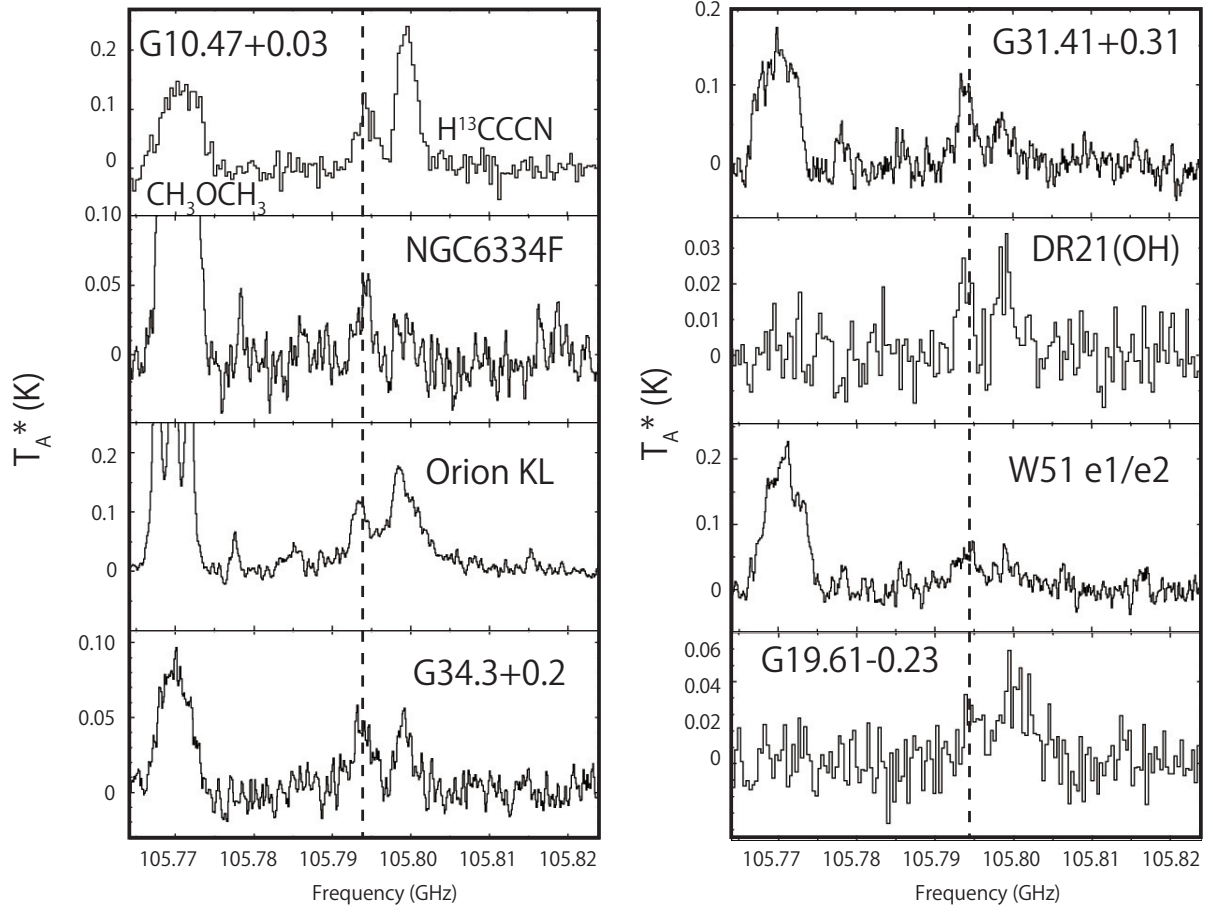 G10.47+0.03
0.2
0.1
0
H¹³CCCN
CH₃OCH₃
NGC6334F
0.10
0.05
0
Orion KL
0.2
0.1
0
G34.3+0.2
0.10
0.05
0
105.77 105.78 105.79 105.80 105.81 105.82
Frequency (GHz)
T_A* (K)
G31.41+0.31
0.2
0.1
0
DR21(OH)
0.03
0.02
0.01
0
W51 e1/e2
0.2
0.1
0
G19.61-0.23
0.06
0.04
0.02
0
105.77 105.78 105.79 105.80 105.81 105.82
Frequency (GHz)
T_A* (K)